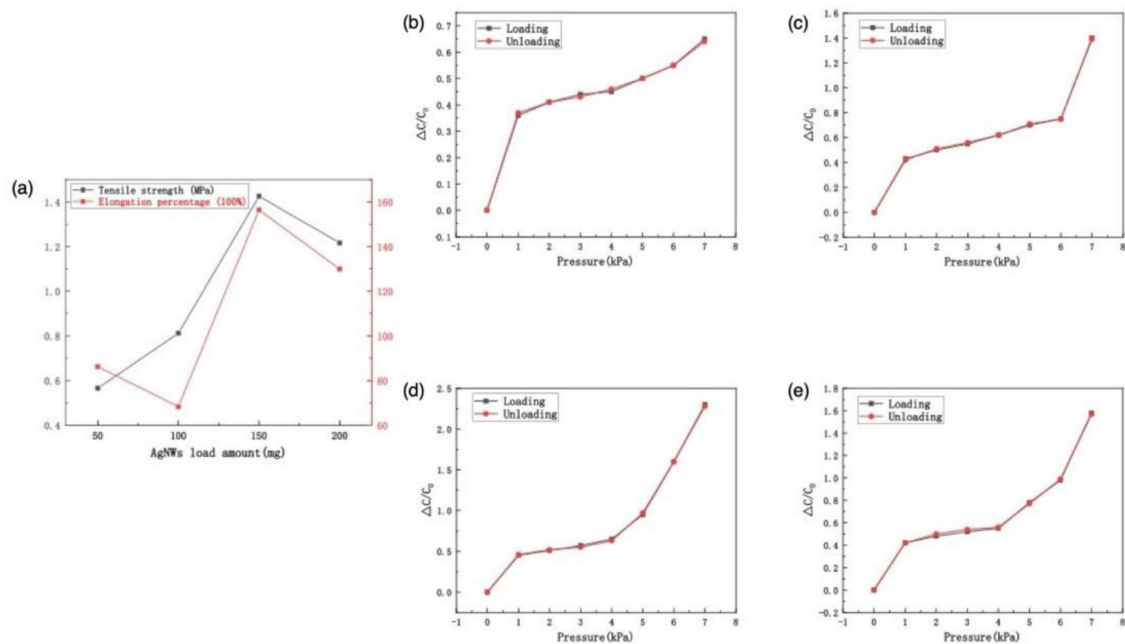 (a)
Tensile strength (MPa)
Elongation percentage (100%)
1.4
1.2
1.0
0.8
0.6
0.4
160
140
120
100
80
60
50 100 150 200
AgNWs load amount(mg)
(b)
Loading
Unloading
0.7
0.6
0.5
0.4
0.3
0.2
0.1
0.0
0.1
△C/C₀
-1 0 1 2 3 4 5 6 7 8
Pressure(kPa)
(c)
Loading
Unloading
1.6
1.4
1.2
1.0
0.8
0.6
0.4
0.2
0.0
-0.2
△C/C₀
-1 0 1 2 3 4 5 6 7 8
Pressure(kPa)
(d)
Loading
Unloading
2.5
2.0
1.5
1.0
0.5
0.0
△C/C₀
-1 0 1 2 3 4 5 6 7 8
Pressure(kPa)
(e)
Loading
Unloading
1.8
1.6
1.4
1.2
1.0
0.8
0.6
0.4
0.2
0.0
-0.2
△C/C₀
-1 0 1 2 3 4 5 6 7 8
Pressure(kPa)